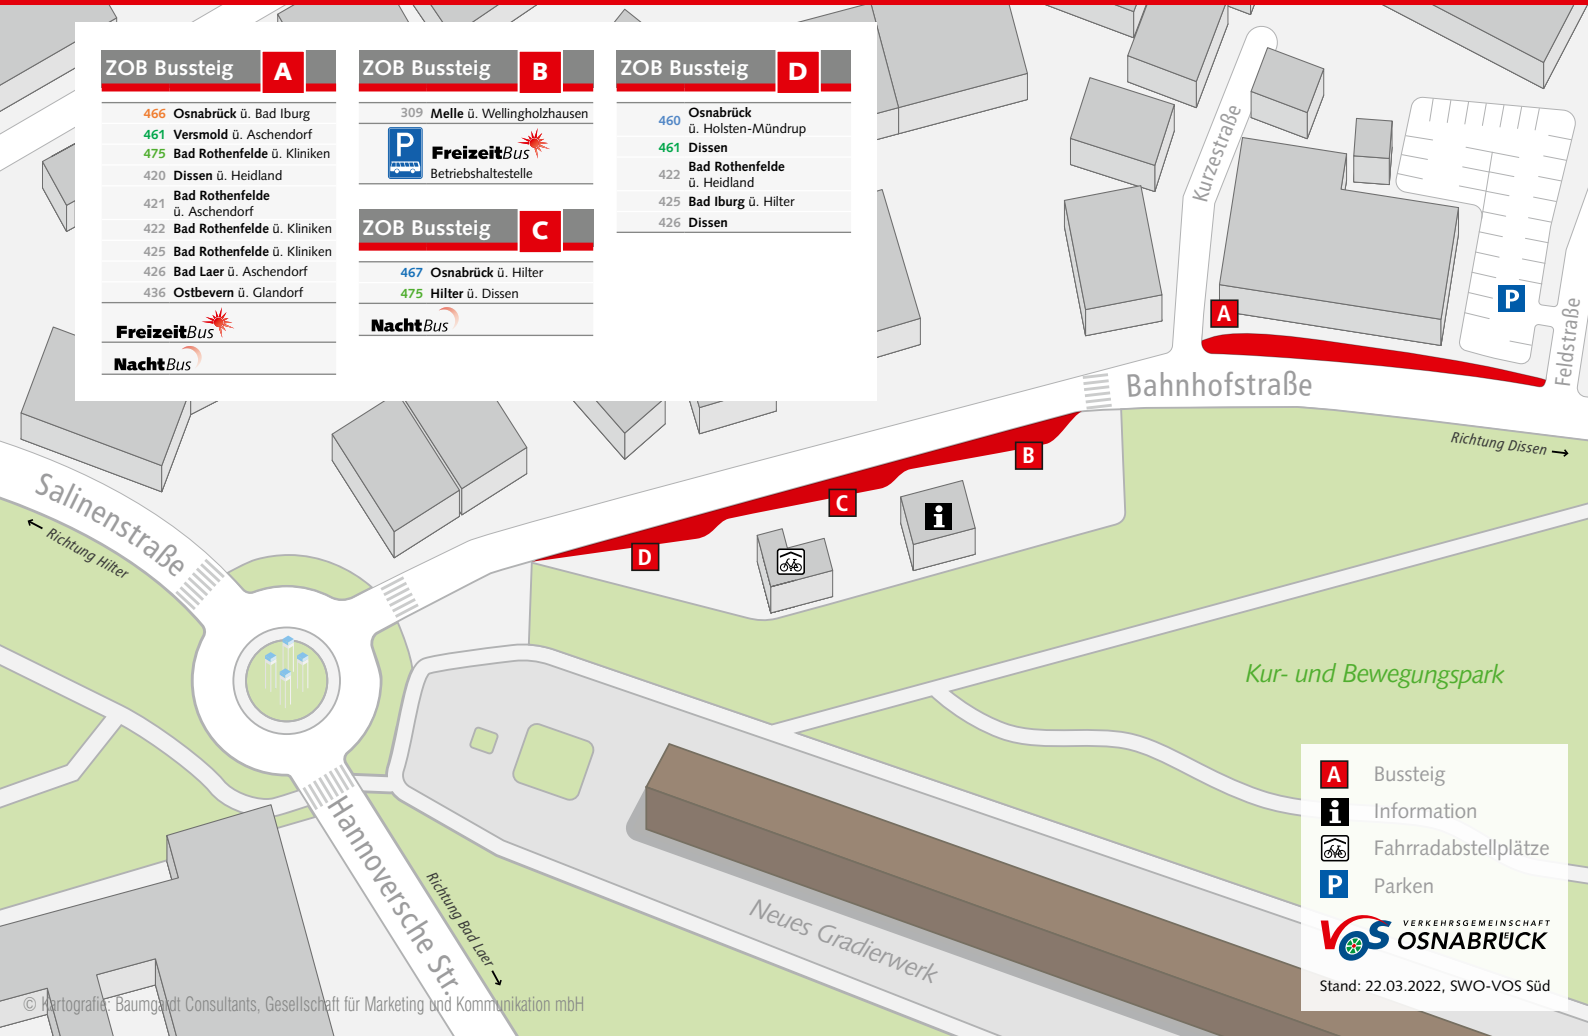 ZOB Bussteig A
466 Osnabrück ü. Bad Iburg
461 Versmold ü. Aschendorf
475 Bad Rothenfelde ü. Kliniken
420 Dissen ü. Heidland
421 Bad Rothenfelde
ü. Aschendorf
422 Bad Rothenfelde ü. Kliniken
425 Bad Rothenfelde ü. Kliniken
426 Bad Laer ü. Aschendorf
436 Ostbevern ü. Glandorf
FreizeitBus
NachtBus
ZOB Bussteig B
309 Melle ü. Wellingholzhausen
P
FreizeitBus
Betriebshaltestelle
ZOB Bussteig C
467 Osnabrück ü. Hilter
475 Hilter ü. Dissen
NachtBus
ZOB Bussteig D
460 Osnabrück
ü. Holsten-Mündrup
461 Dissen
422 Bad Rothenfelde
ü. Heidland
425 Bad Iburg ü. Hilter
426 Dissen
Kurzestraße
A
P
Feldstraße
Bahnhofstraße
Richtung Dissen →
B
C
D
i
Salinenstraße
← Richtung Hilter
Kur- und Bewegungspark
Hannoversche Str.
Richtung Bad Laer →
Neues Gradierwerk
A Bussteig
i Information
Fahrradabstellplätze
P Parken
VOS VERKEHRSGEMEINSCHAFT
OSNABRÜCK
Stand: 22.03.2022, SWO-VOS Süd
© Kartografie: Baumgardt Consultants, Gesellschaft für Marketing und Kommunikation mbH